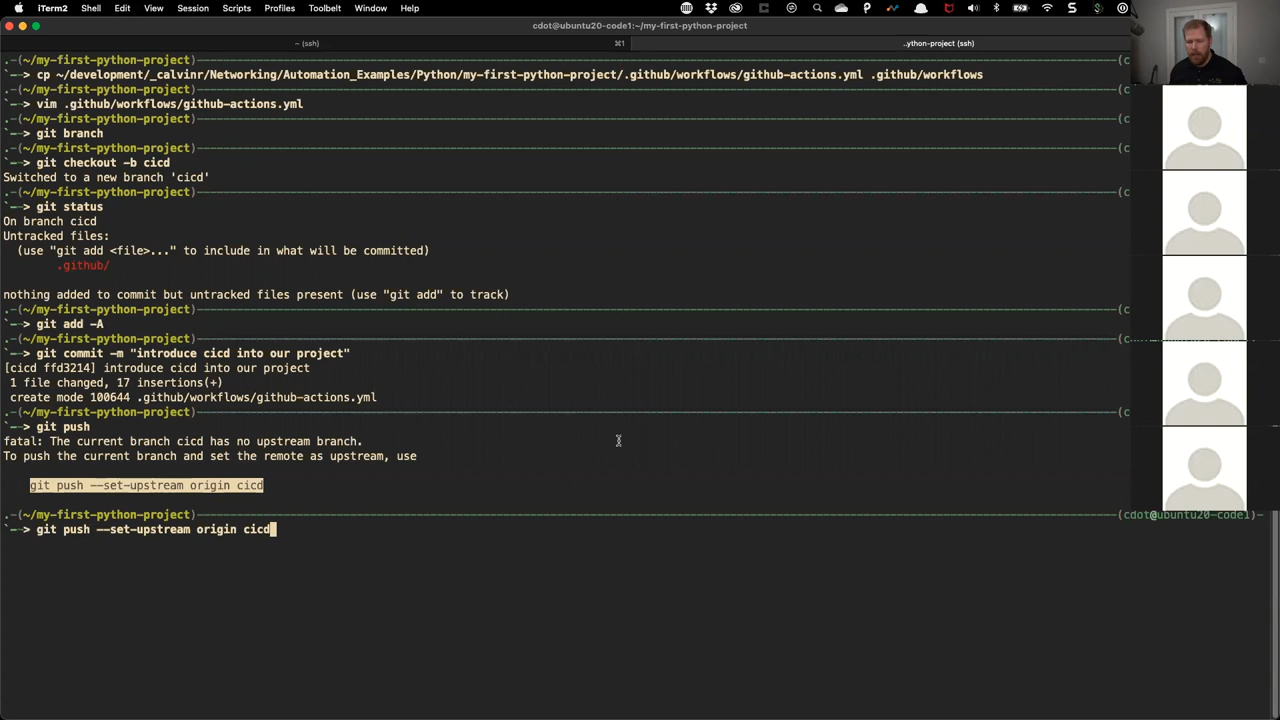 iTerm2 Shell Edit View Session Scripts Profiles Toolbelt Window Help
cdot@ubuntu20-code1:~/my-first-python-project
~ (ssh) ⌘1 ..ython-project (ssh)
.-(~/my-first-python-project)---(c
`--> cp ~/development/_calvinr/Networking/Automation_Examples/Python/my-first-python-project/.github/workflows/github-actions.yml .github/workflows
.-(~/my-first-python-project)---(c
`--> vim .github/workflows/github-actions.yml
.-(~/my-first-python-project)---(c
`--> git branch
.-(~/my-first-python-project)---(c
`--> git checkout -b cicd
Switched to a new branch 'cicd'
.-(~/my-first-python-project)---(c
`--> git status
On branch cicd
Untracked files:
(use "git add <file>..." to include in what will be committed)
.github/
nothing added to commit but untracked files present (use "git add" to track)
.-(~/my-first-python-project)---(c
`--> git add -A
.-(~/my-first-python-project)---(c
`--> git commit -m "introduce cicd into our project"
[cicd ffd3214] introduce cicd into our project
1 file changed, 17 insertions(+)
create mode 100644 .github/workflows/github-actions.yml
.-(~/my-first-python-project)---(c
`--> git push
fatal: The current branch cicd has no upstream branch.
To push the current branch and set the remote as upstream, use
git push --set-upstream origin cicd
.-(~/my-first-python-project)---(cdot@ubuntu20-code1)-
`--> git push --set-upstream origin cicd